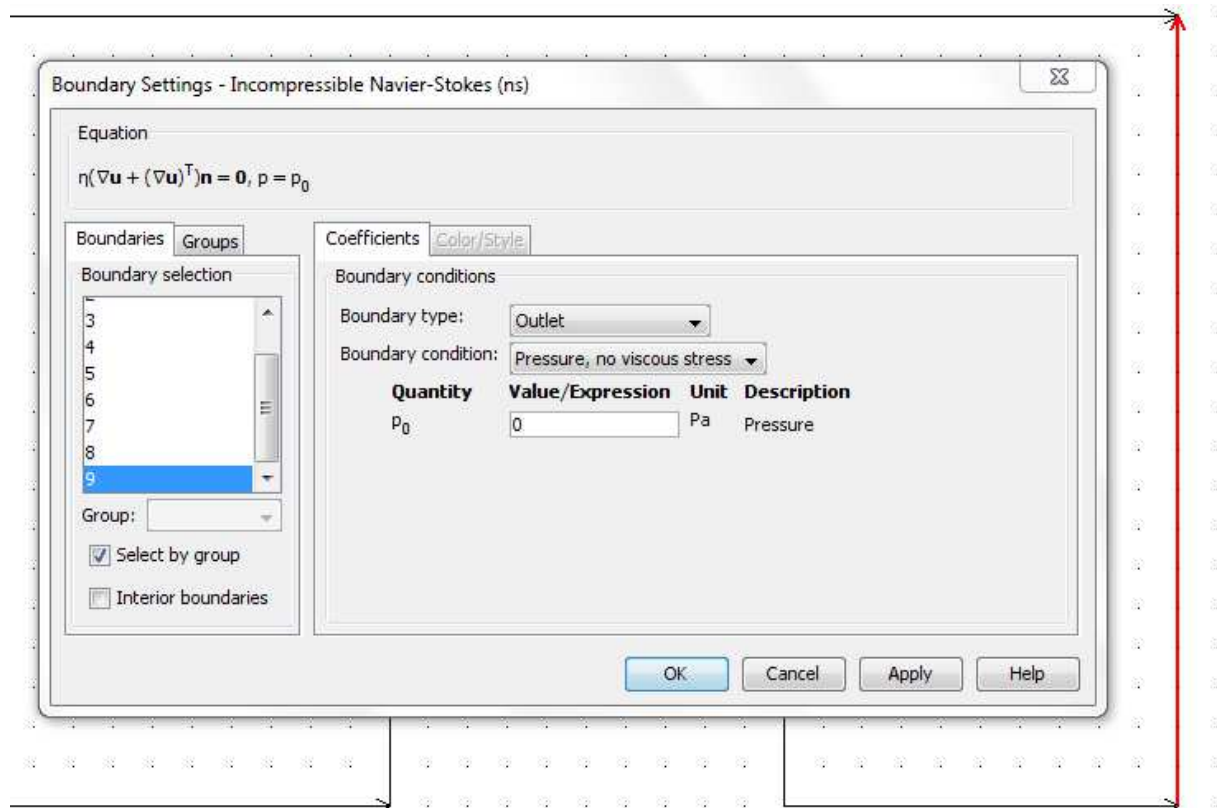 Boundary Settings - Incompressible Navier-Stokes (ns)
Equation
η(∇u + (∇u)ᵀ)n = 0, p = p₀
Boundaries Groups
Boundary selection
3
4
5
6
7
8
9
Group:
Select by group
Interior boundaries
Coefficients Color/Style
Boundary conditions
Boundary type: Outlet
Boundary condition: Pressure, no viscous stress
Quantity Value/Expression Unit Description
p₀ 0 Pa Pressure
OK Cancel Apply Help